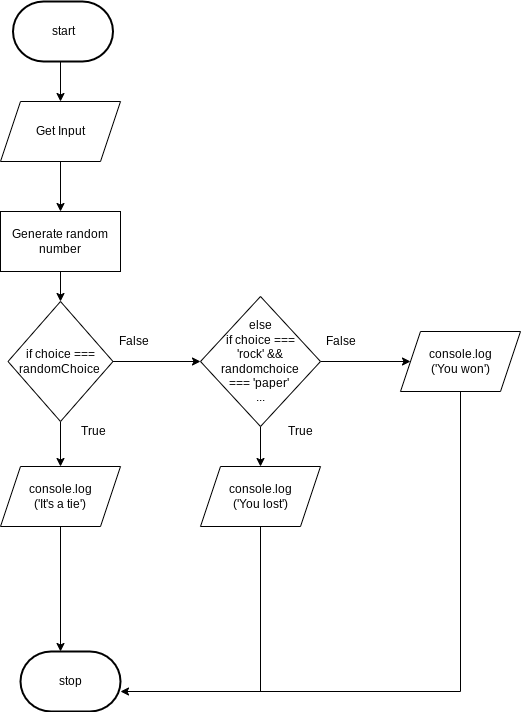 start
Get Input
Generate random
number
if choice ===
randomChoice
False
else
if choice ===
'rock' &&
randomchoice
=== 'paper'
...
False
console.log
('You won')
True
True
console.log
('It's a tie')
console.log
('You lost')
stop